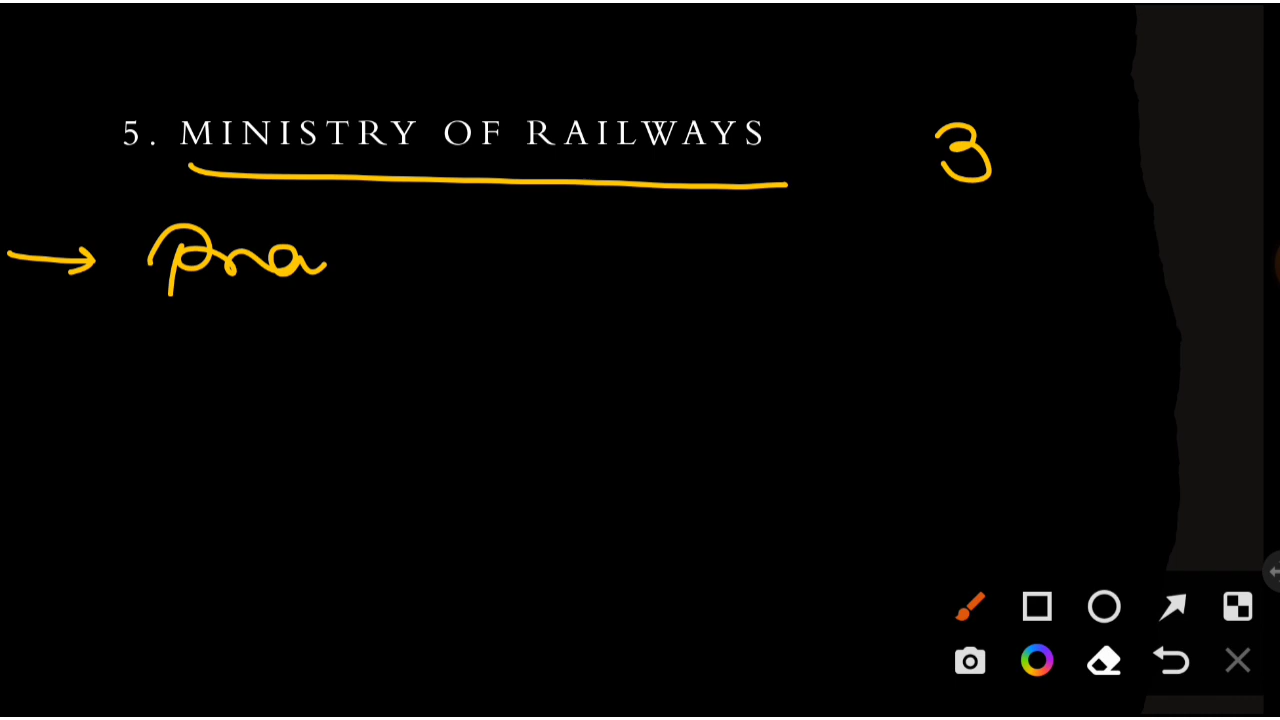 5. MINISTRY OF RAILWAYS 3
→ pra